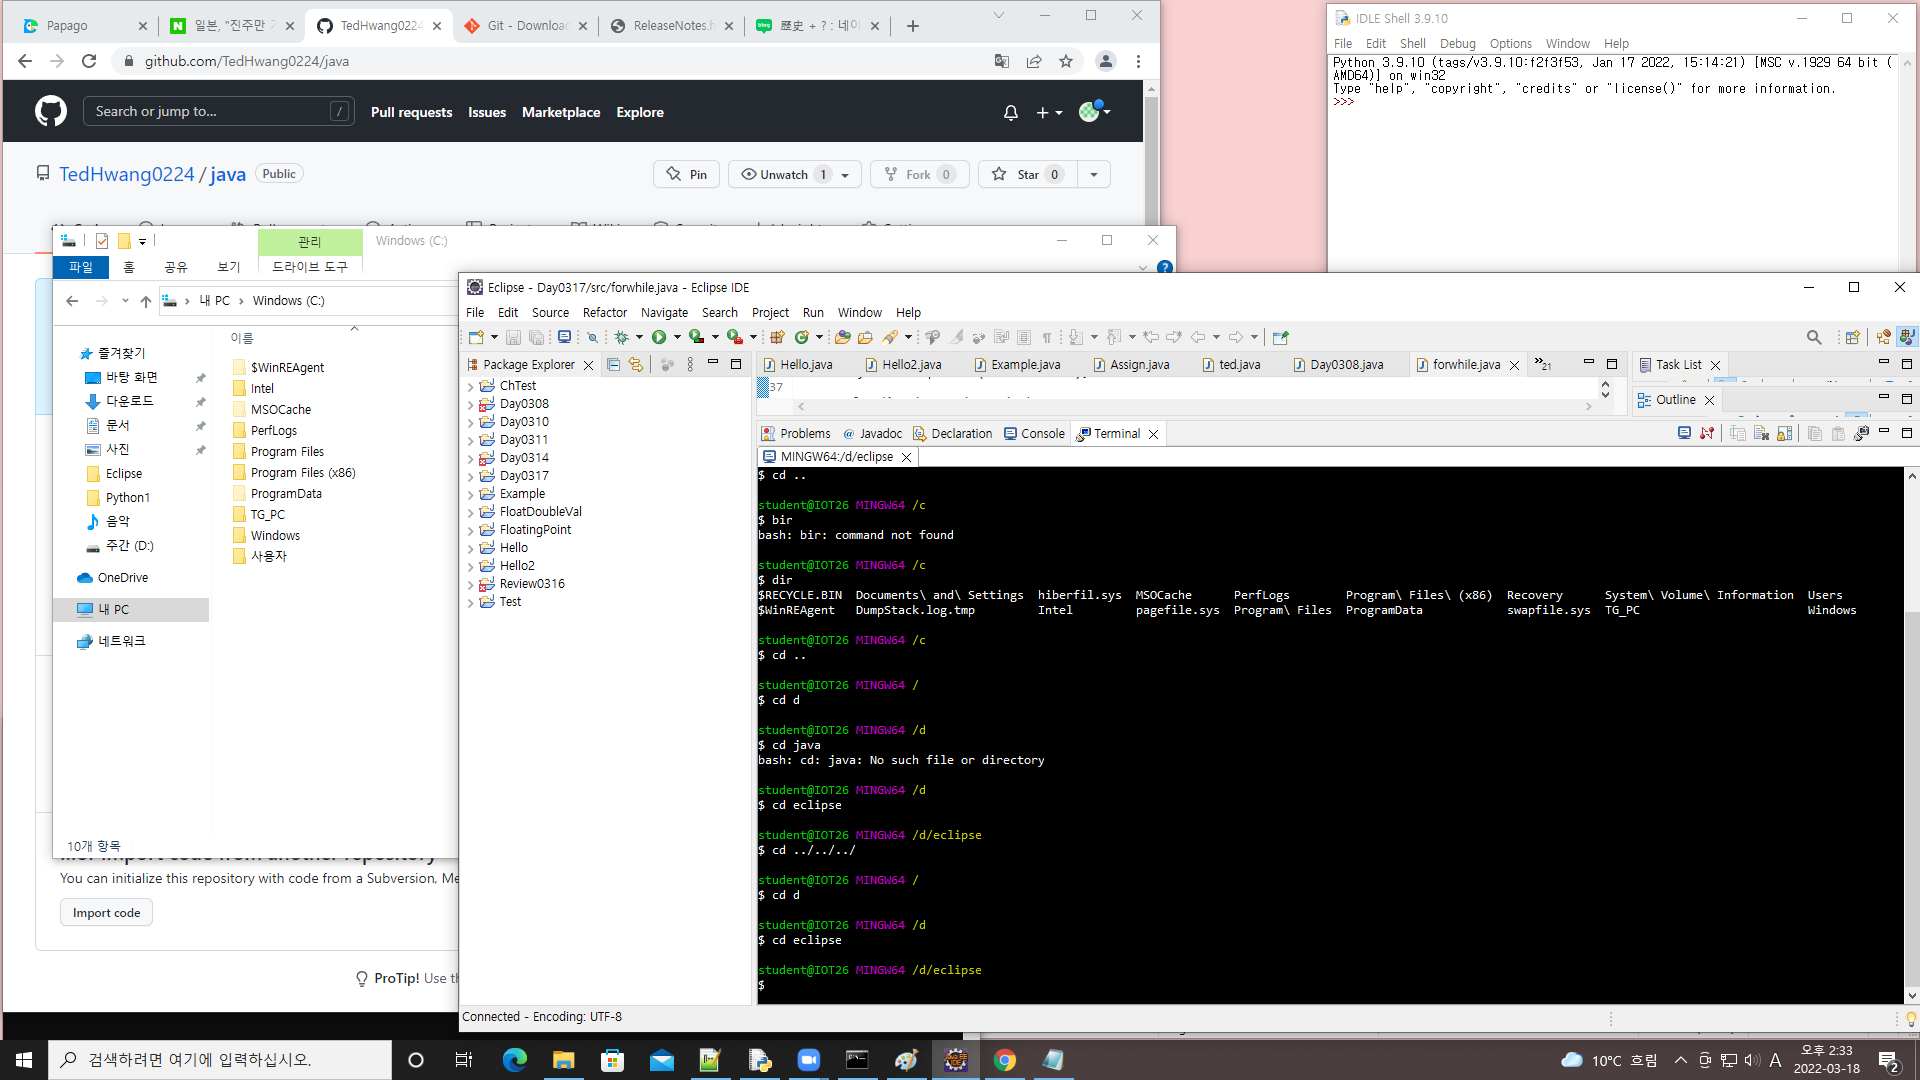 Papago
일본, "진주만 기
TedHwang0224
Git - Downloac
ReleaseNotes.h
歷史 + ? : 네이
github.com/TedHwang0224/java
Search or jump to...
/
Pull requests
Issues
Marketplace
Explore
TedHwang0224 / java
Public
Pin
Unwatch 1
Fork 0
Star 0
IDLE Shell 3.9.10
File Edit Shell Debug Options Window Help
Python 3.9.10 (tags/v3.9.10:f2f3f53, Jan 17 2022, 15:14:21) [MSC v.1929 64 bit (
AMD64)] on win32
Type "help", "copyright", "credits" or "license()" for more information.
>>>
관리
Windows (C:)
파일
홈
공유
보기
드라이브 도구
내 PC > Windows (C:)
즐겨찾기
바탕 화면
다운로드
문서
사진
Eclipse
Python1
음악
주간 (D:)
OneDrive
내 PC
네트워크
이름
$WinREAgent
Intel
MSOCache
PerfLogs
Program Files
Program Files (x86)
ProgramData
TG_PC
Windows
사용자
10개 항목
You can initialize this repository with code from a Subversion, Me
Import code
ProTip! Use th
Eclipse - Day0317/src/forwhile.java - Eclipse IDE
File Edit Source Refactor Navigate Search Project Run Window Help
Package Explorer
ChTest
Day0308
Day0310
Day0311
Day0314
Day0317
Example
FloatDoubleVal
FloatingPoint
Hello
Hello2
Review0316
Test
Hello.java
Hello2.java
Example.java
Assign.java
ted.java
Day0308.java
forwhile.java
»21
37
Task List
Outline
Problems
@ Javadoc
Declaration
Console
Terminal
MINGW64:/d/eclipse
$ cd ..
student@IOT26 MINGW64 /c
$ bir
bash: bir: command not found
student@IOT26 MINGW64 /c
$ dir
$RECYCLE.BIN Documents\ and\ Settings hiberfil.sys MSOCache PerfLogs Program\ Files\ (x86) Recovery System\ Volume\ Information Users
$WinREAgent DumpStack.log.tmp Intel pagefile.sys Program\ Files ProgramData swapfile.sys TG_PC Windows
student@IOT26 MINGW64 /c
$ cd ..
student@IOT26 MINGW64 /
$ cd d
student@IOT26 MINGW64 /d
$ cd java
bash: cd: java: No such file or directory
student@IOT26 MINGW64 /d
$ cd eclipse
student@IOT26 MINGW64 /d/eclipse
$ cd ../../../
student@IOT26 MINGW64 /
$ cd d
student@IOT26 MINGW64 /d
$ cd eclipse
student@IOT26 MINGW64 /d/eclipse
$
Connected - Encoding: UTF-8
검색하려면 여기에 입력하십시오.
10°C 흐림
A
오후 2:33
2022-03-18
2